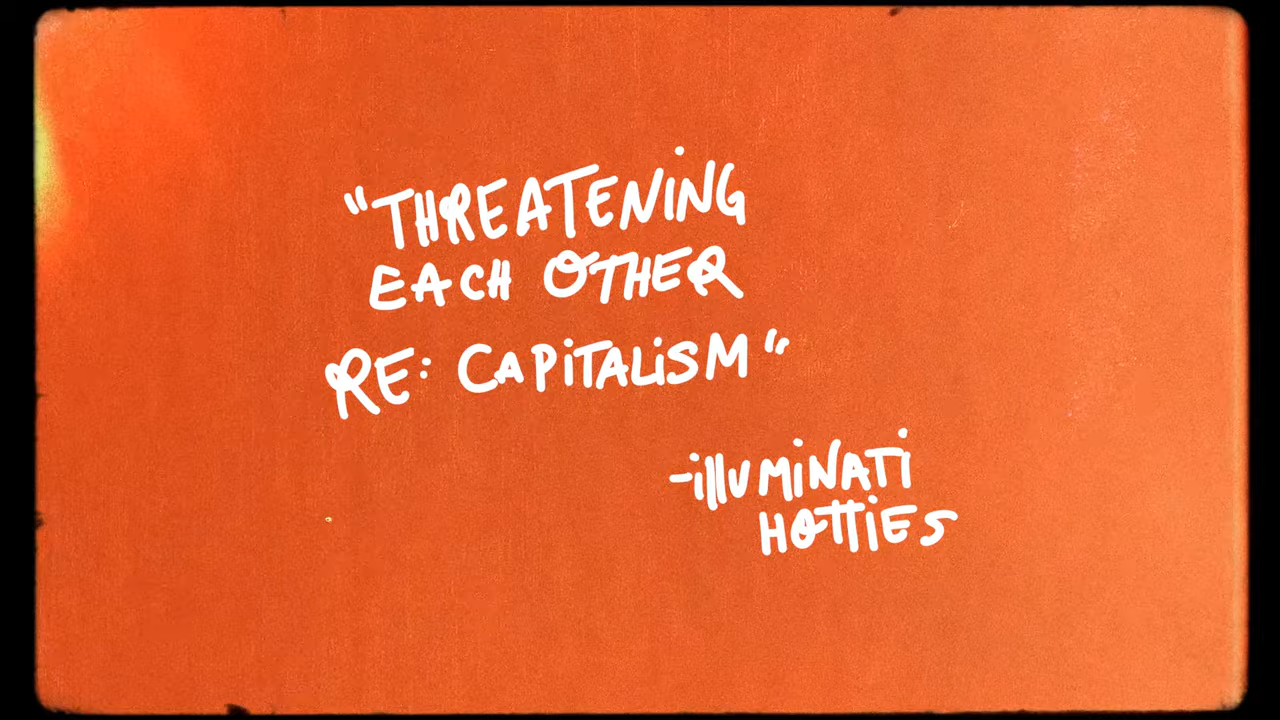 "THREATENING
EACH OTHER
RE: CAPiTALiSM"
-illUMiNATi
HOTTiES